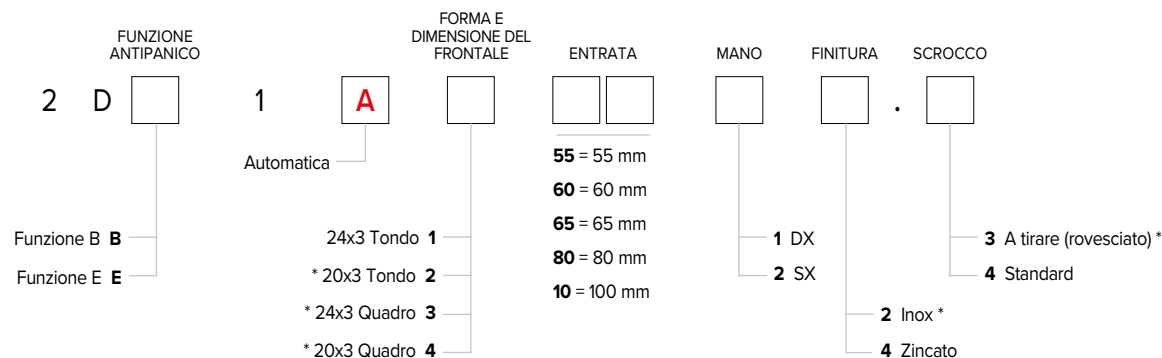 FUNZIONE
ANTIPANICO
FORMA E
DIMENSIONE DEL
FRONTALE
ENTRATA
MANO
FINITURA
SCROCCO
2 D 1 A .
Automatica
55 = 55 mm
60 = 60 mm
65 = 65 mm
80 = 80 mm
10 = 100 mm
Funzione B B
Funzione E E
24x3 Tondo 1
* 20x3 Tondo 2
* 24x3 Quadro 3
* 20x3 Quadro 4
1 DX
2 SX
2 Inox *
4 Zincato
3 A tirare (rovesciato) *
4 Standard